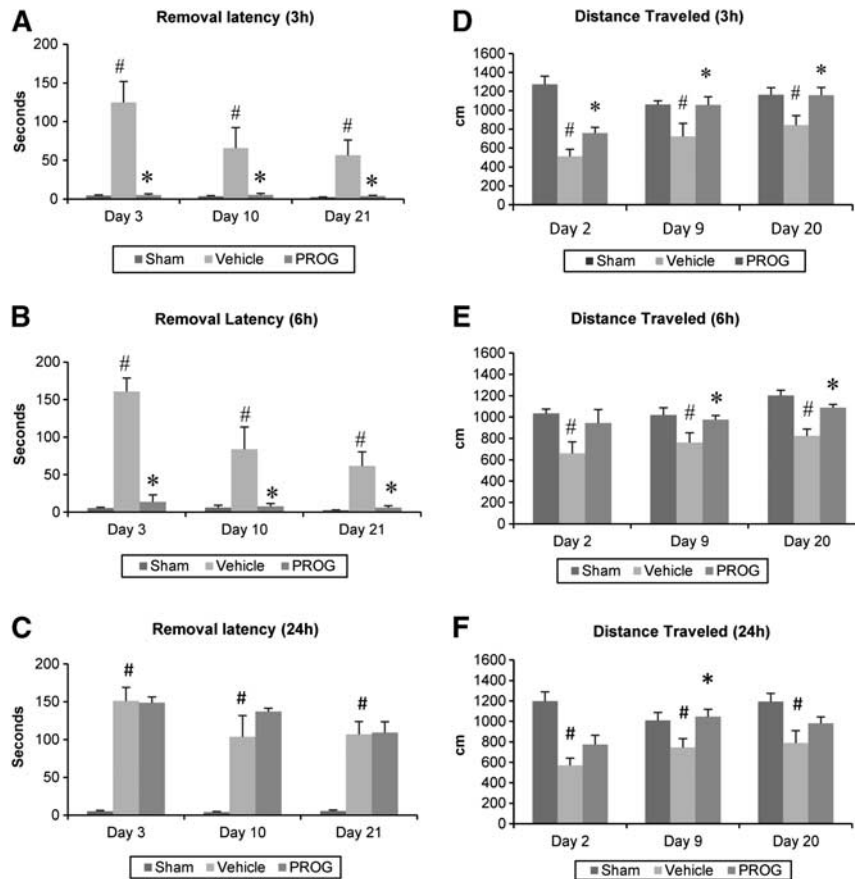 A
Removal latency (3h)
200
150
100
50
0
Seconds
#
#
#
*
*
*
Day 3 Day 10 Day 21
Sham Vehicle PROG
D
Distance Traveled (3h)
1600
1400
1200
1000
800
600
400
200
0
cm
#
*
#
*
#
*
Day 2 Day 9 Day 20
Sham Vehicle PROG
B
Removal Latency (6h)
200
150
100
50
0
Seconds
#
#
#
*
*
*
Day 3 Day 10 Day 21
Sham Vehicle PROG
E
Distance Traveled (6h)
1600
1400
1200
1000
800
600
400
200
0
cm
#
#
*
#
*
Day 2 Day 9 Day 20
Sham Vehicle PROG
C
Removal latency (24h)
200
150
100
50
0
Seconds
#
#
#
Day 3 Day 10 Day 21
Sham Vehicle PROG
F
Distance Traveled (24h)
1600
1400
1200
1000
800
600
400
200
0
cm
#
#
*
#
Day 2 Day 9 Day 20
Sham Vehicle PROG